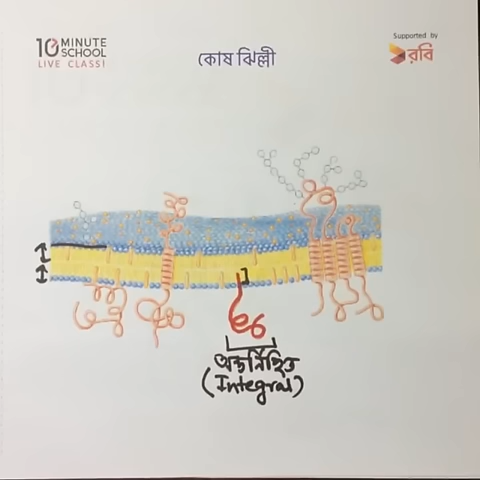 10 MINUTE
SCHOOL
LIVE CLASS!
কোষ ঝিল্লী
Supported by
রবি
অন্তর্নিহিত
(Integral)